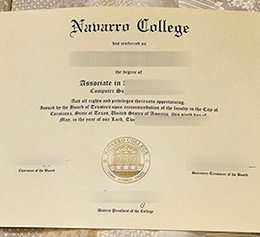 Navarro College
has conferred on
the degree of
Associate in
Computer
And all rights and privileges thereunto appertaining.
Issued by the Board of Trustees upon recommendation of the faculty in the City of
Corsicana, State of Texas, United States of America, this day of
May, in the year of our Lord,
Chairman of the Board
Secretary-Treasurer of the Board
District President of the College